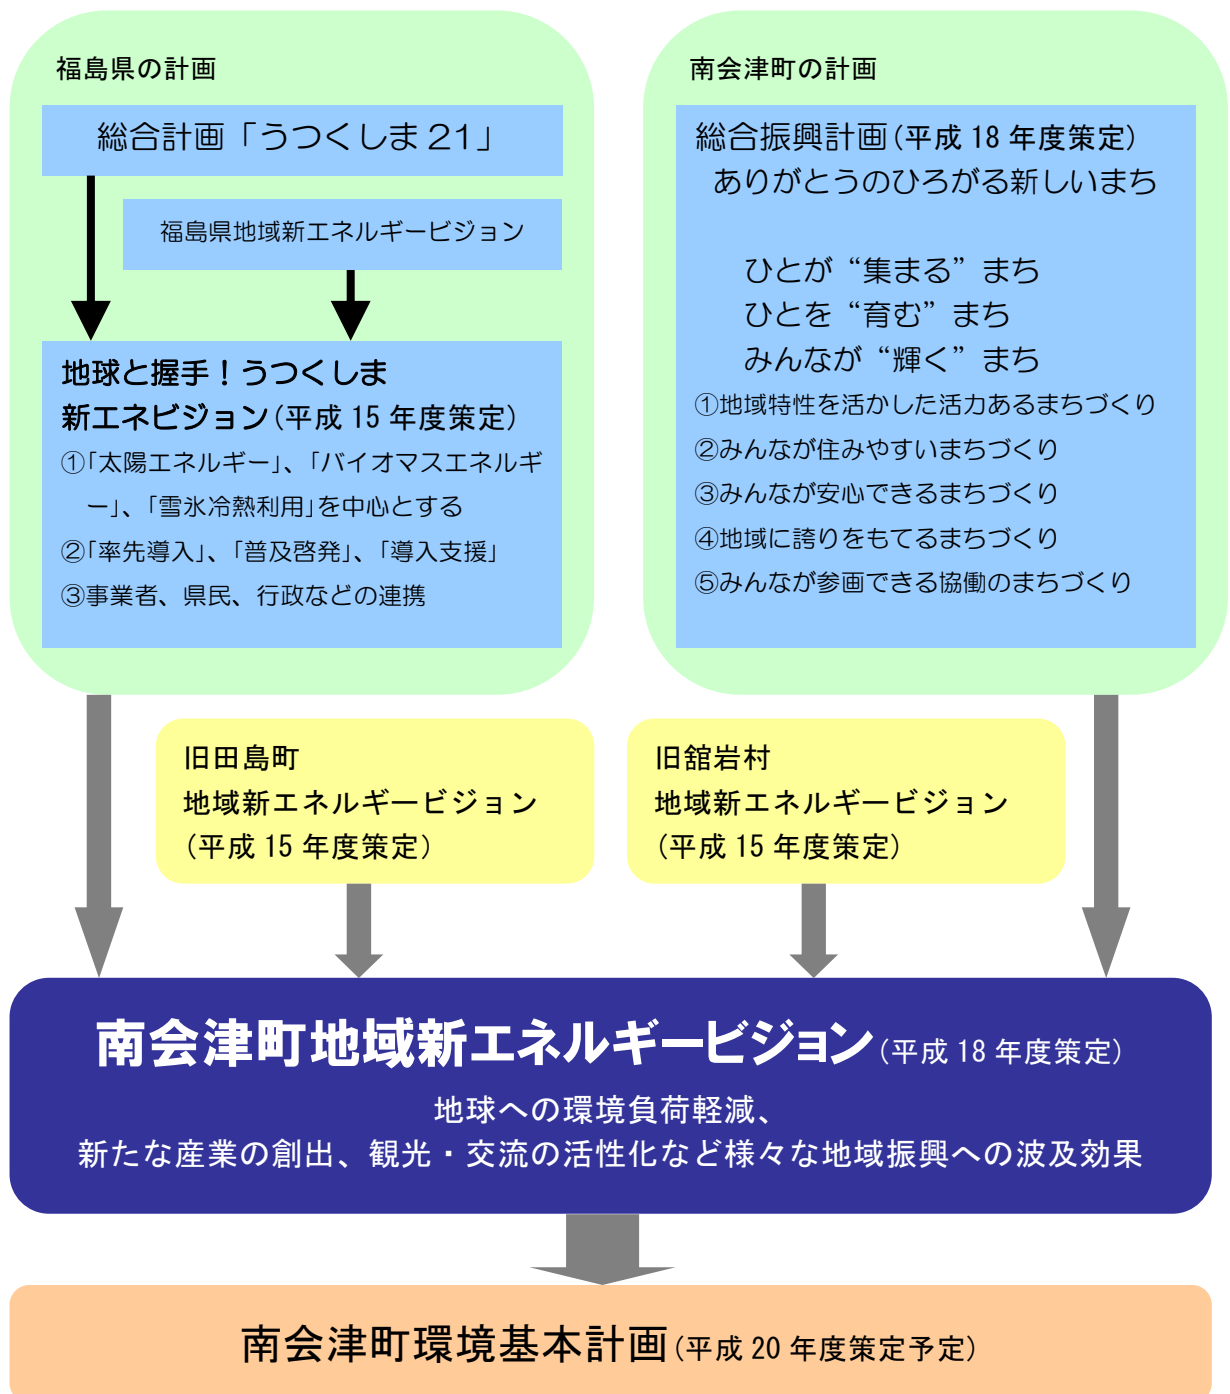 福島県の計画
総合計画「うつくしま21」
福島県地域新エネルギービジョン
地球と握手！うつくしま
新エネビジョン(平成15年度策定)
①「太陽エネルギー」、「バイオマスエネルギ
ー」、「雪氷冷熱利用」を中心とする
②「率先導入」、「普及啓発」、「導入支援」
③事業者、県民、行政などの連携
南会津町の計画
総合振興計画(平成18年度策定)
ありがとうのひろがる新しいまち
ひとが“集まる”まち
ひとを“育む”まち
みんなが“輝く”まち
①地域特性を活かした活力あるまちづくり
②みんなが住みやすいまちづくり
③みんなが安心できるまちづくり
④地域に誇りをもてるまちづくり
⑤みんなが参画できる協働のまちづくり
旧田島町
地域新エネルギービジョン
(平成15年度策定)
旧舘岩村
地域新エネルギービジョン
(平成15年度策定)
南会津町地域新エネルギービジョン(平成18年度策定)
地球への環境負荷軽減、
新たな産業の創出、観光・交流の活性化など様々な地域振興への波及効果
南会津町環境基本計画(平成20年度策定予定)